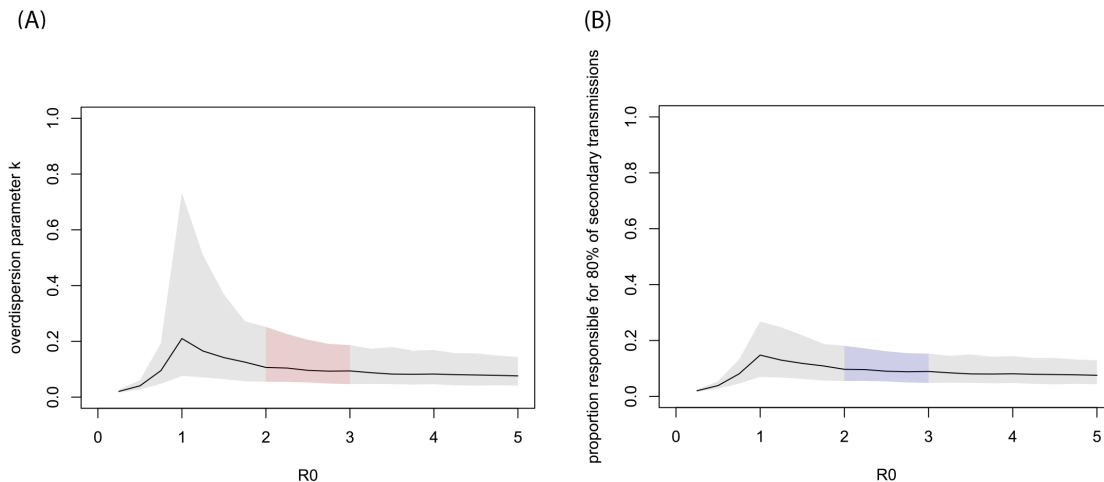 (A)
overdispersion parameter k
1.0
0.8
0.6
0.4
0.2
0.0
0 1 2 3 4 5
R0
(B)
proportion responsible for 80% of secondary transmissions
1.0
0.8
0.6
0.4
0.2
0.0
0 1 2 3 4 5
R0